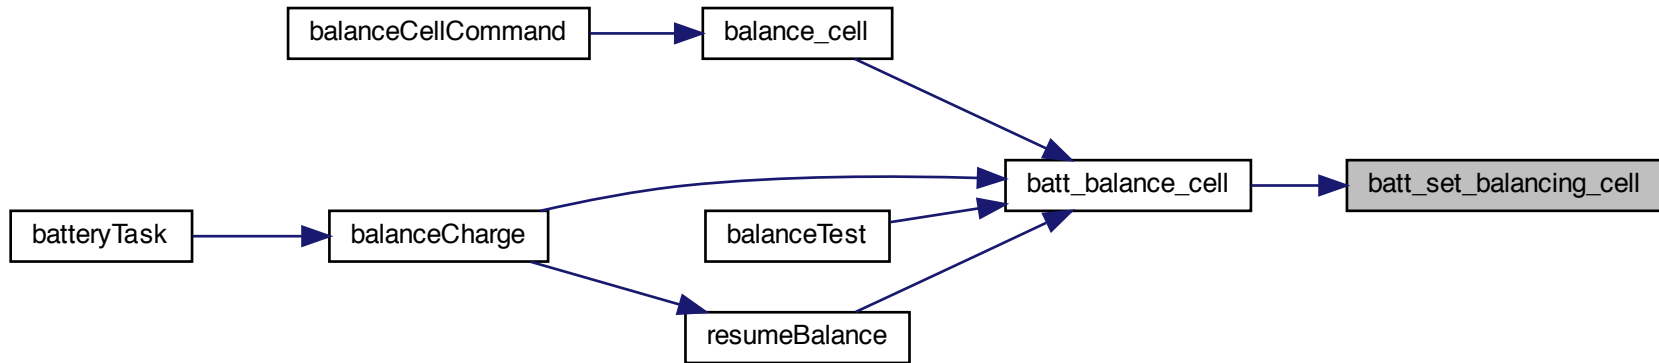 balanceCellCommand
balance_cell
batt_balance_cell
batt_set_balancing_cell
batteryTask
balanceCharge
balanceTest
resumeBalance